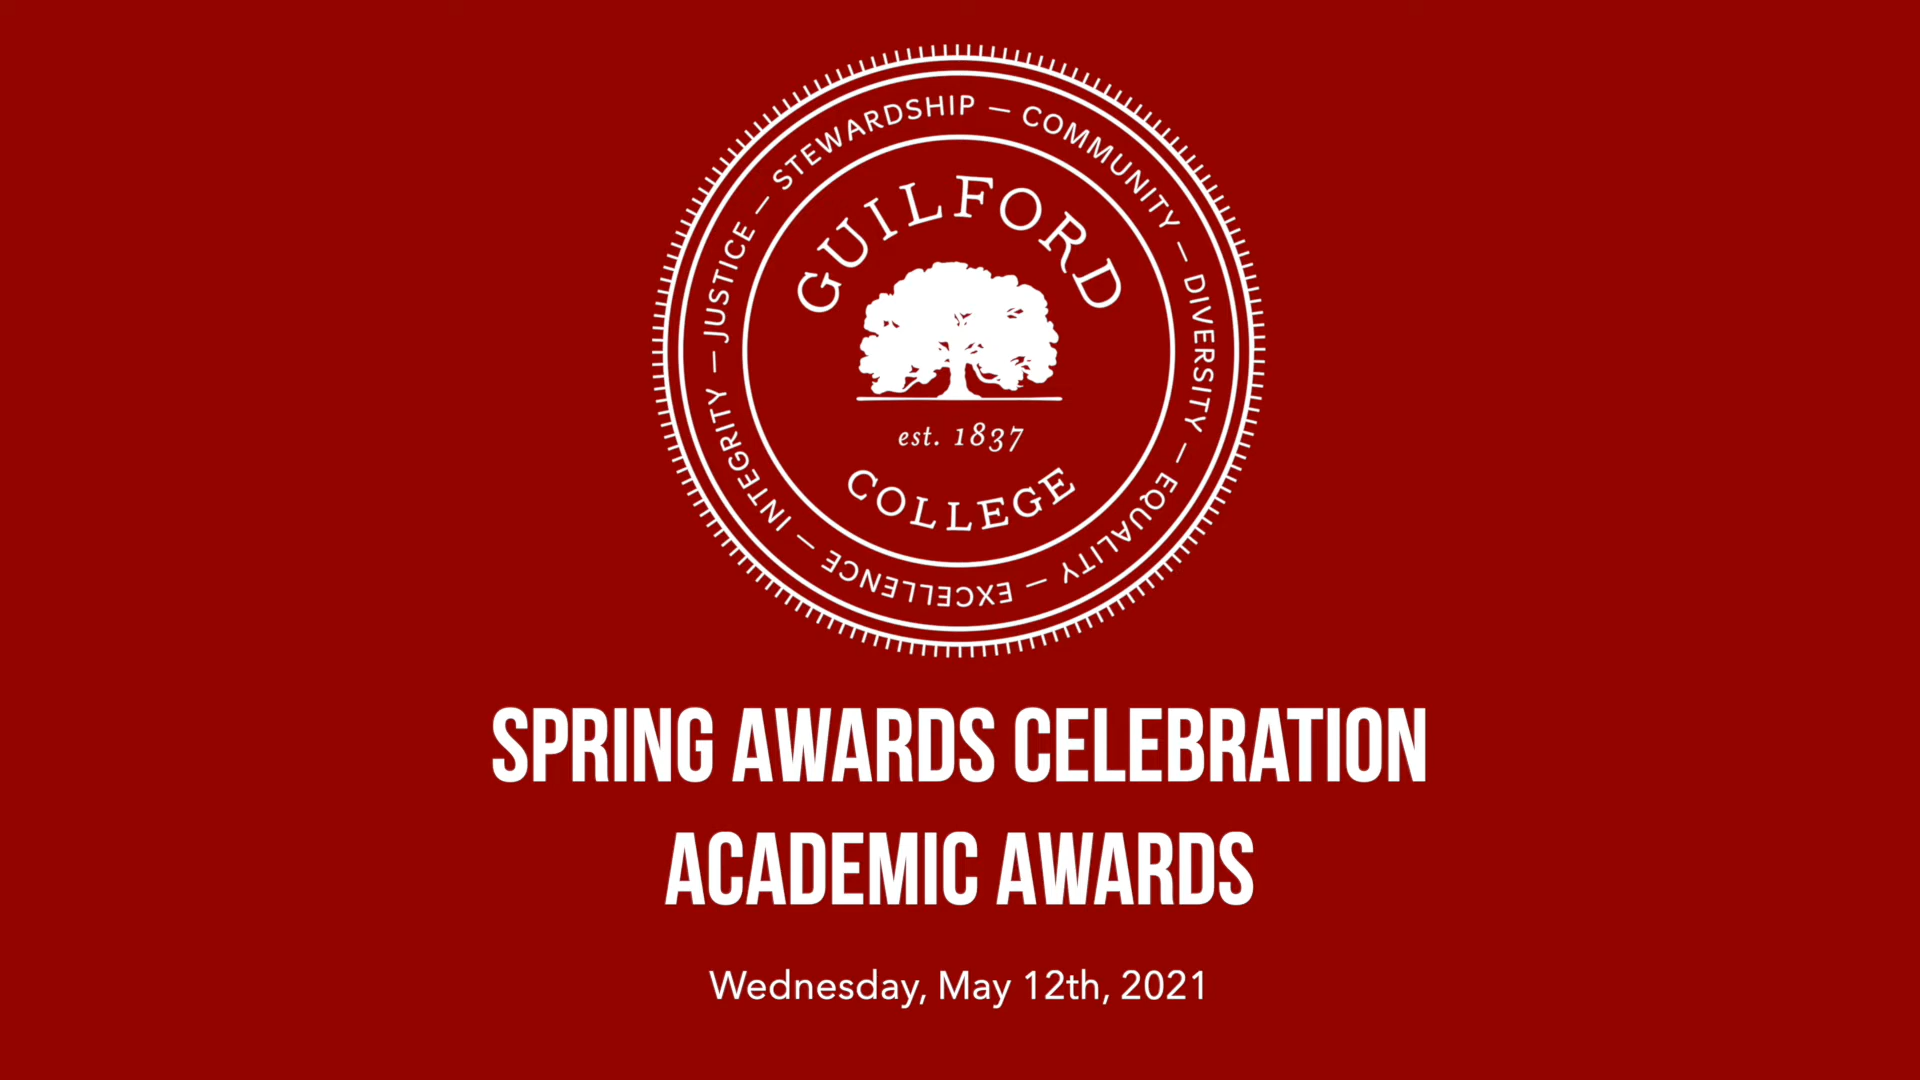 STEWARDSHIP — COMMUNITY — DIVERSITY — EQUALITY — EXCELLENCE — INTEGRITY — JUSTICE —
GUILFORD
est. 1837
COLLEGE
SPRING AWARDS CELEBRATION
ACADEMIC AWARDS
Wednesday, May 12th, 2021